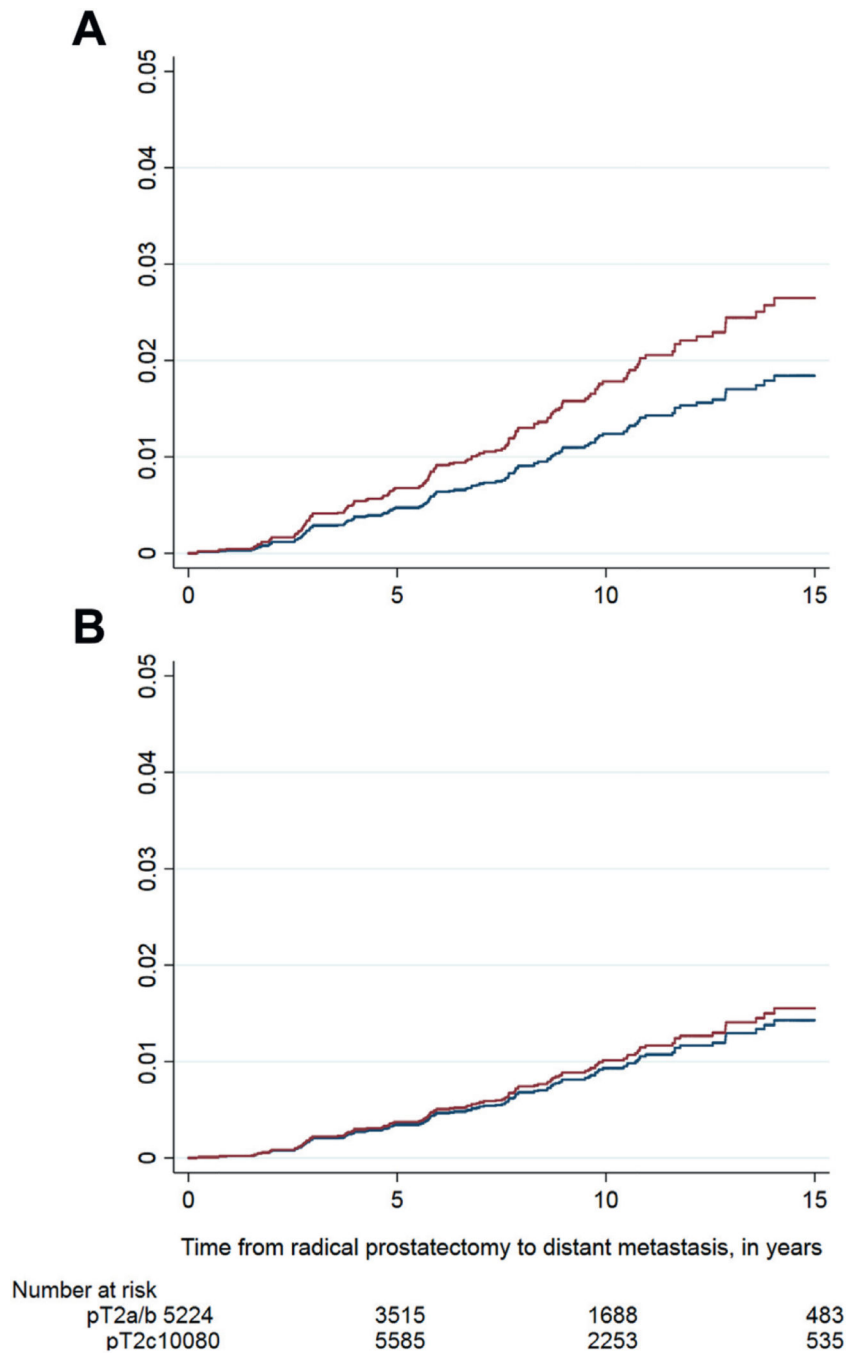 A
0.05
0.04
0.03
0.02
0.01
0
0 5 10 15
B
0.05
0.04
0.03
0.02
0.01
0
0 5 10 15
Time from radical prostatectomy to distant metastasis, in years
Number at risk
pT2a/b 5224 3515 1688 483
pT2c10080 5585 2253 535